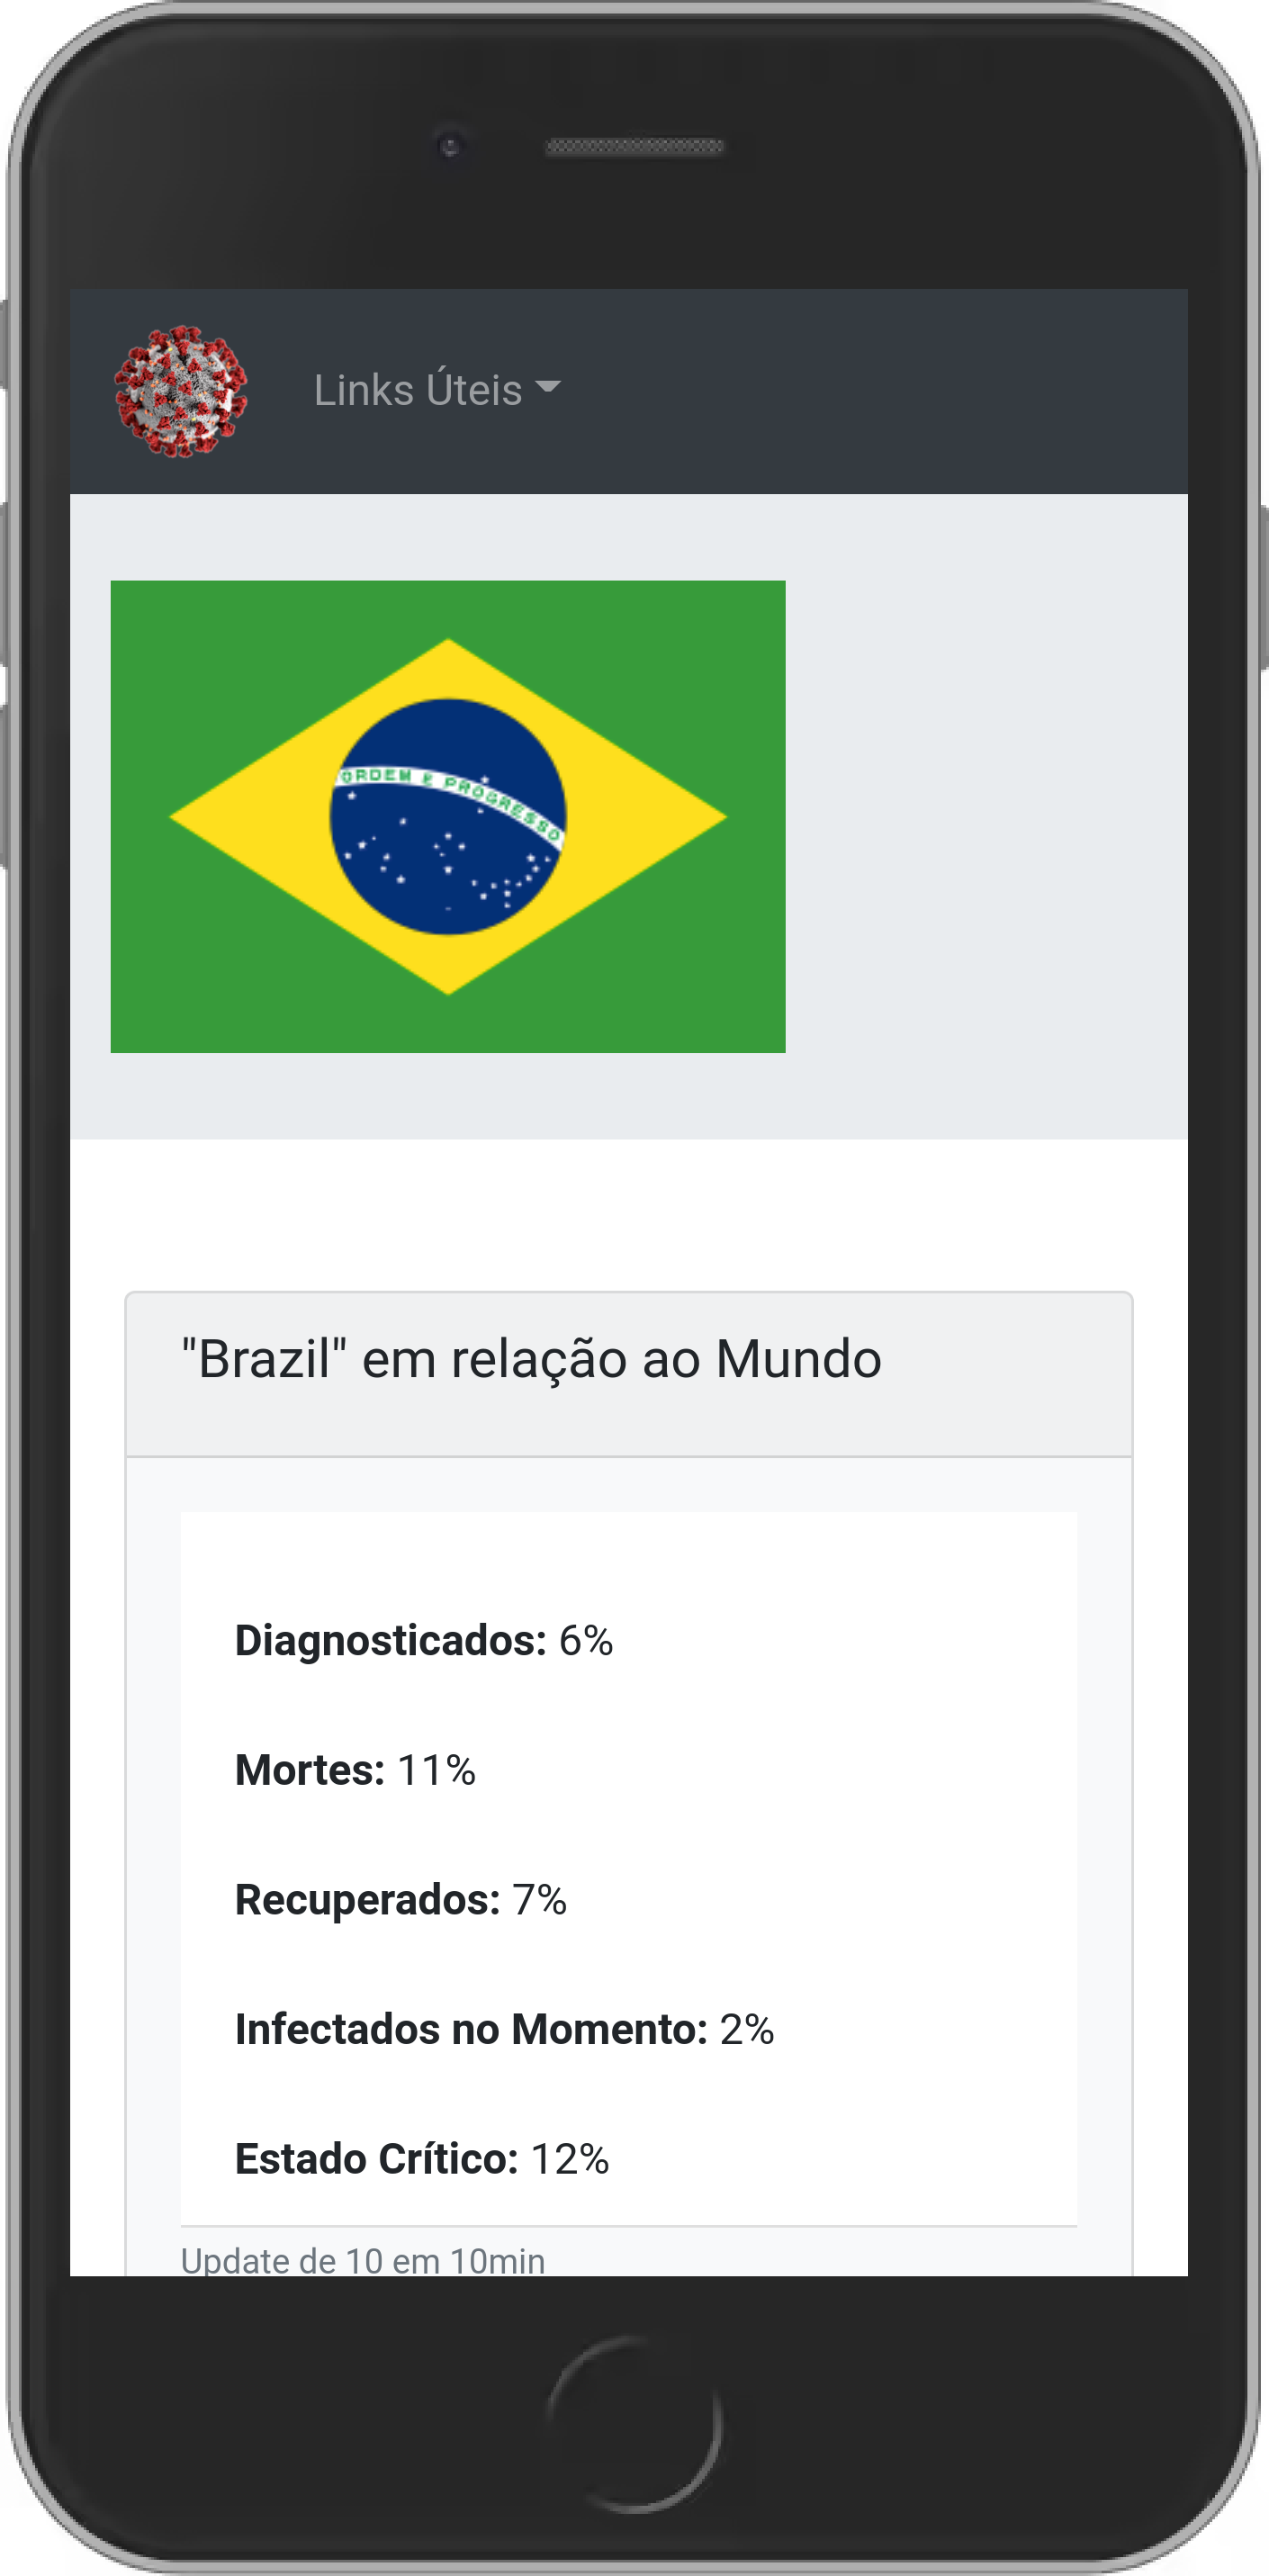 Links Úteis
ORDEM E PROGRESSO
"Brazil" em relação ao Mundo
Diagnosticados: 6%
Mortes: 11%
Recuperados: 7%
Infectados no Momento: 2%
Estado Crítico: 12%
Update de 10 em 10min